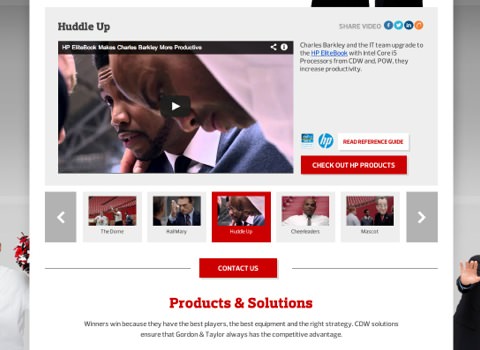 Huddle Up
SHARE VIDEO
HP EliteBook Makes Charles Barkley More Productive
Charles Barkley and the IT team upgrade to
the HP EliteBook with Intel Core i5
Processors from CDW and, POW, they
increase productivity.
hp
READ REFERENCE GUIDE
CHECK OUT HP PRODUCTS
The Dome
Hail Mary
Huddle Up
Cheerleaders
Mascot
CONTACT US
Products & Solutions
Winners win because they have the best players, the best equipment and the right strategy. CDW solutions
ensure that Gordon & Taylor always has the competitive advantage.